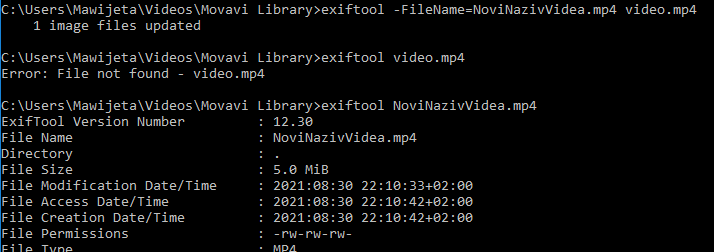 C:\Users\Mawijeta\Videos\Movavi Library>exiftool -FileName=NoviNazivVidea.mp4 video.mp4
1 image files updated
C:\Users\Mawijeta\Videos\Movavi Library>exiftool video.mp4
Error: File not found - video.mp4
C:\Users\Mawijeta\Videos\Movavi Library>exiftool NoviNazivVidea.mp4
ExifTool Version Number : 12.30
File Name : NoviNazivVidea.mp4
Directory : .
File Size : 5.0 MiB
File Modification Date/Time : 2021:08:30 22:10:33+02:00
File Access Date/Time : 2021:08:30 22:10:42+02:00
File Creation Date/Time : 2021:08:30 22:10:42+02:00
File Permissions : -rw-rw-rw-
File Type : MP4